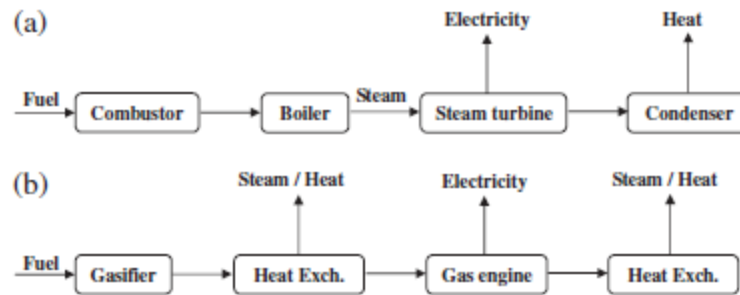 (a)
Electricity
Heat
Fuel
Combustor
Boiler
Steam
Steam turbine
Condenser
(b)
Steam / Heat
Electricity
Steam / Heat
Fuel
Gasifier
Heat Exch.
Gas engine
Heat Exch.